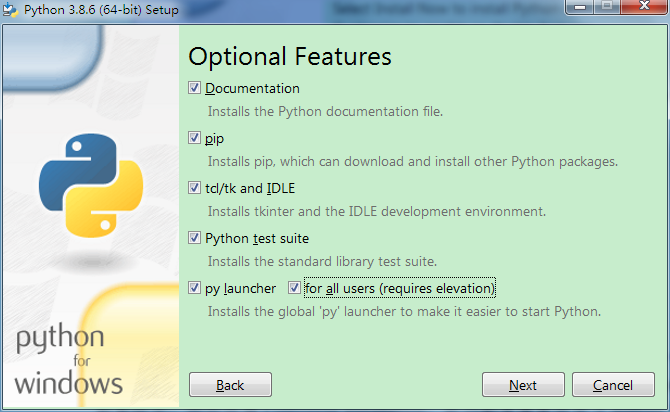 Python 3.8.6 (64-bit) Setup
Optional Features
Documentation
Installs the Python documentation file.
pip
Installs pip, which can download and install other Python packages.
tcl/tk and IDLE
Installs tkinter and the IDLE development environment.
Python test suite
Installs the standard library test suite.
py launcher for all users (requires elevation)
Installs the global 'py' launcher to make it easier to start Python.
python
for
windows
Back Next Cancel